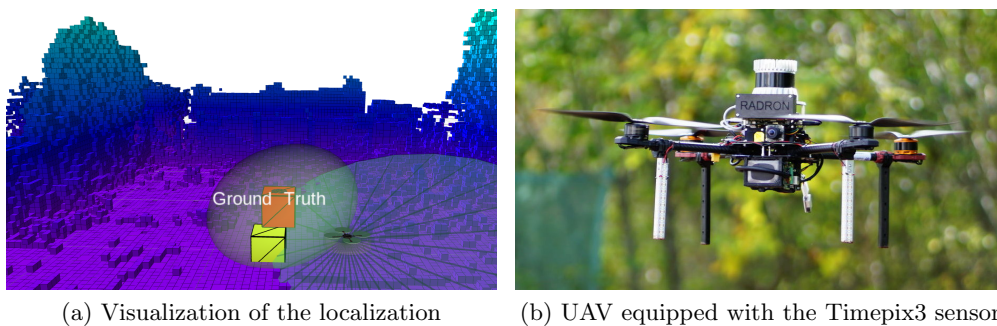 Ground Truth
RADRON
(a) Visualization of the localization
(b) UAV equipped with the Timepix3 sensor